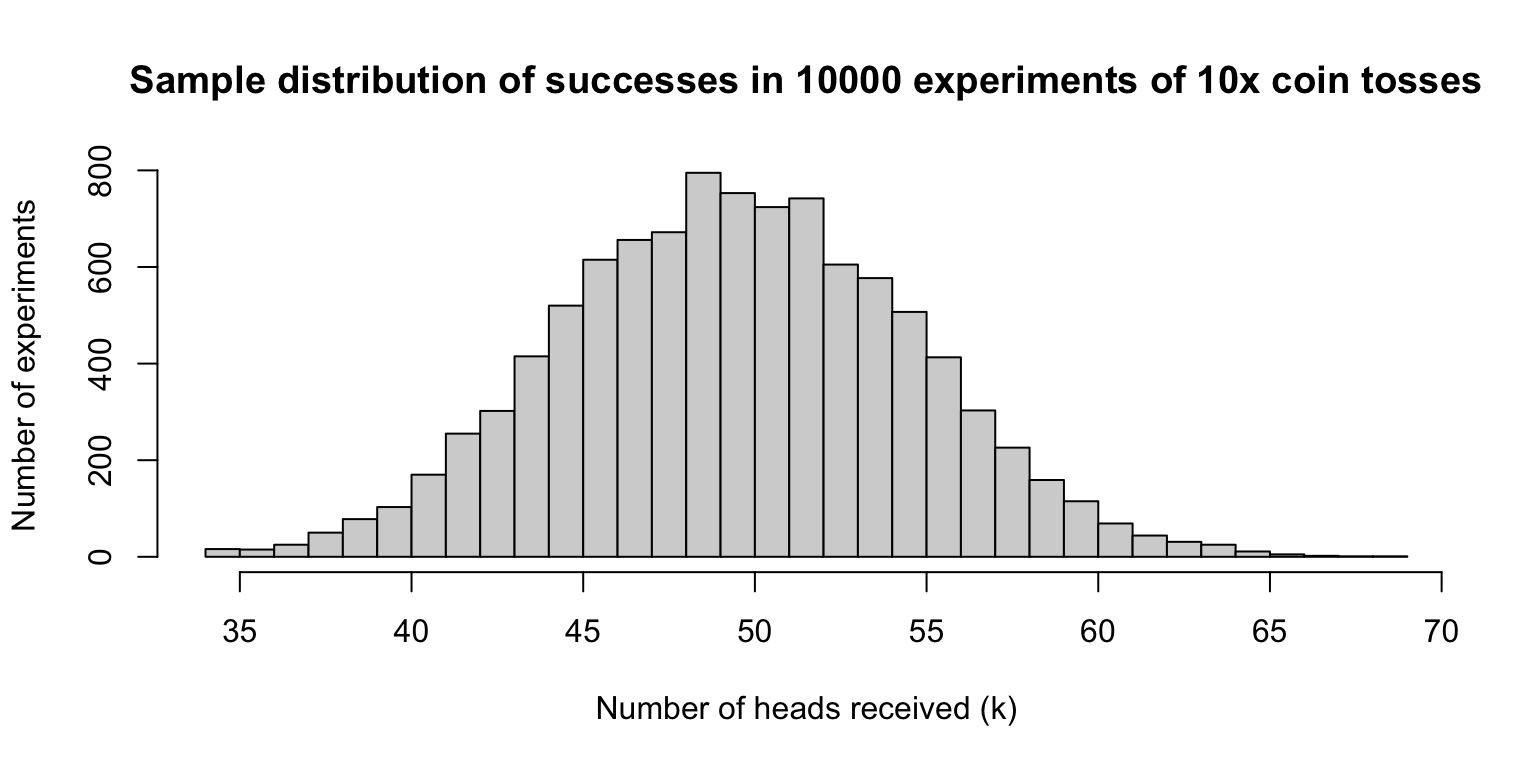 Sample distribution of successes in 10000 experiments of 10x coin tosses
Number of experiments
800
600
400
200
0
35 40 45 50 55 60 65 70
Number of heads received (k)